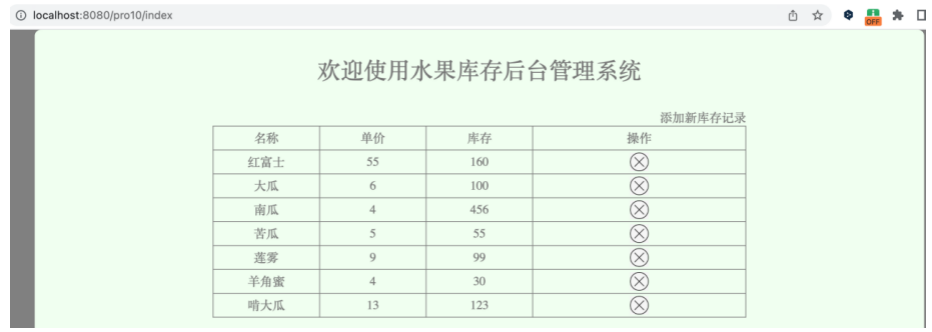 localhost:8080/pro10/index
OFF
欢迎使用水果库存后台管理系统
添加新库存记录
名称 单价 库存 操作
红富士 55 160
大瓜 6 100
南瓜 4 456
苦瓜 5 55
莲雾 9 99
羊角蜜 4 30
啃大瓜 13 123